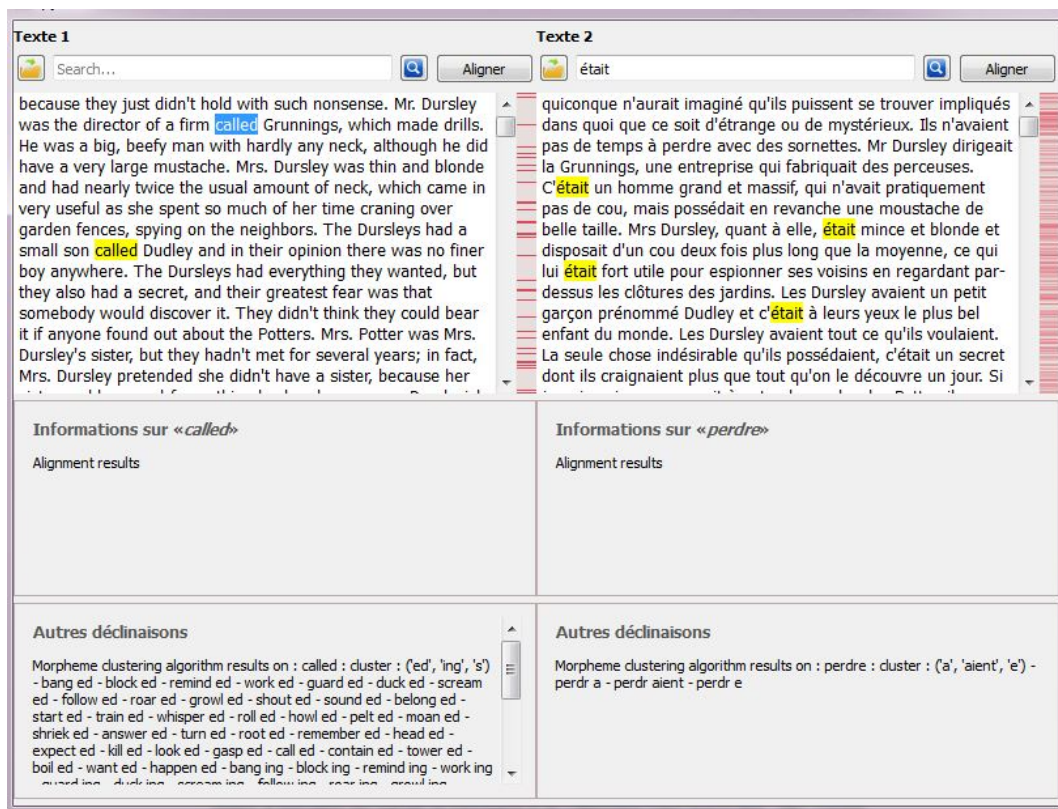 Texte 1
Search...
Aligner
because they just didn't hold with such nonsense. Mr. Dursley
was the director of a firm called Grunnings, which made drills.
He was a big, beefy man with hardly any neck, although he did
have a very large mustache. Mrs. Dursley was thin and blonde
and had nearly twice the usual amount of neck, which came in
very useful as she spent so much of her time craning over
garden fences, spying on the neighbors. The Dursleys had a
small son called Dudley and in their opinion there was no finer
boy anywhere. The Dursleys had everything they wanted, but
they also had a secret, and their greatest fear was that
somebody would discover it. They didn't think they could bear
it if anyone found out about the Potters. Mrs. Potter was Mrs.
Dursley's sister, but they hadn't met for several years; in fact,
Mrs. Dursley pretended she didn't have a sister, because her
Texte 2
était
Aligner
quiconque n'aurait imaginé qu'ils puissent se trouver impliqués
dans quoi que ce soit d'étrange ou de mystérieux. Ils n'avaient
pas de temps à perdre avec des sornettes. Mr Dursley dirigeait
la Grunnings, une entreprise qui fabriquait des perceuses.
C'était un homme grand et massif, qui n'avait pratiquement
pas de cou, mais possédait en revanche une moustache de
belle taille. Mrs Dursley, quant à elle, était mince et blonde et
disposait d'un cou deux fois plus long que la moyenne, ce qui
lui était fort utile pour espionner ses voisins en regardant par-
dessus les clôtures des jardins. Les Dursley avaient un petit
garçon prénommé Dudley et c'était à leurs yeux le plus bel
enfant du monde. Les Dursley avaient tout ce qu'ils voulaient.
La seule chose indésirable qu'ils possédaient, c'était un secret
dont ils craignaient plus que tout qu'on le découvre un jour. Si
Informations sur «called»
Alignment results
Informations sur «perdre»
Alignment results
Autres déclinaisons
Morpheme clustering algorithm results on : called : cluster : ('ed', 'ing', 's')
- bang ed - block ed - remind ed - work ed - guard ed - duck ed - scream
ed - follow ed - roar ed - growl ed - shout ed - sound ed - belong ed -
start ed - train ed - whisper ed - roll ed - howl ed - pelt ed - moan ed -
shriek ed - answer ed - turn ed - root ed - remember ed - head ed -
expect ed - kill ed - look ed - gasp ed - call ed - contain ed - tower ed -
boil ed - want ed - happen ed - bang ing - block ing - remind ing - work ing
Autres déclinaisons
Morpheme clustering algorithm results on : perdre : cluster : ('a', 'aient', 'e') -
perdr a - perdr aient - perdr e